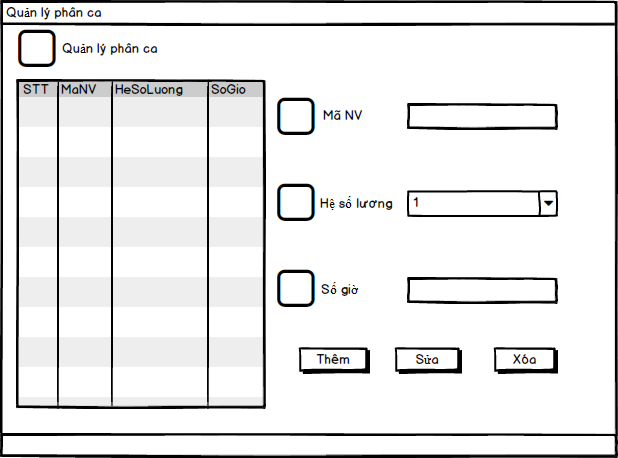 Quản lý phân ca
Quản lý phân ca
STT MaNV HeSoLuong SoGio
Mã NV
Hệ số lương 1
Số giờ
Thêm Sửa Xóa